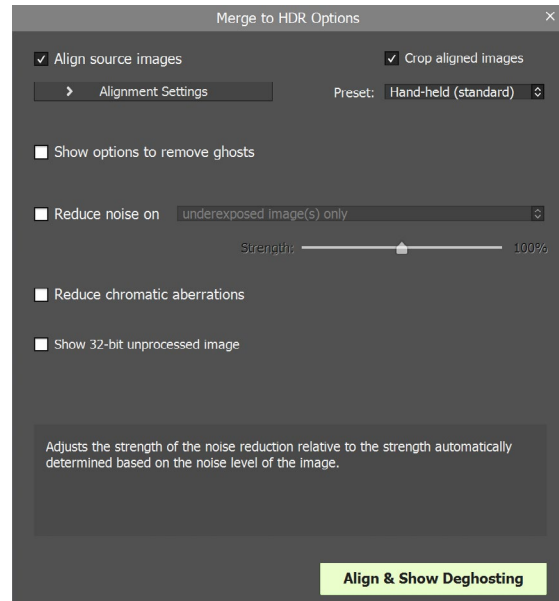 Merge to HDR Options ×
Align source images
Crop aligned images
Alignment Settings
Preset: Hand-held (standard)
Show options to remove ghosts
Reduce noise on underexposed image(s) only
Strength: 100%
Reduce chromatic aberrations
Show 32-bit unprocessed image
Adjusts the strength of the noise reduction relative to the strength automatically
determined based on the noise level of the image.
Align & Show Deghosting